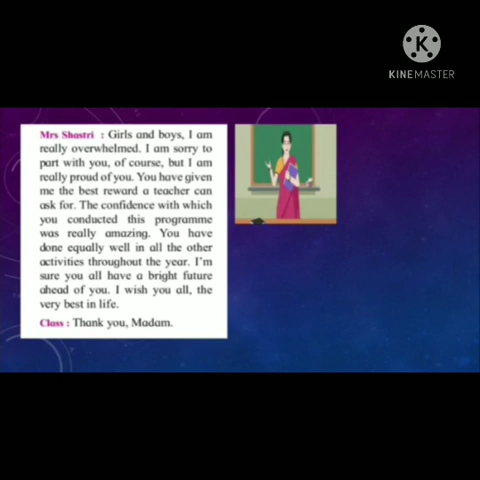 K
KINEMASTER
Mrs Shastri : Girls and boys, I am
really overwhelmed. I am sorry to
part with you, of course, but I am
really proud of you. You have given
me the best reward a teacher can
ask for. The confidence with which
you conducted this programme
was really amazing. You have
done equally well in all the other
activities throughout the year. I'm
sure you all have a bright future
ahead of you. I wish you all, the
very best in life.
Class : Thank you, Madam.